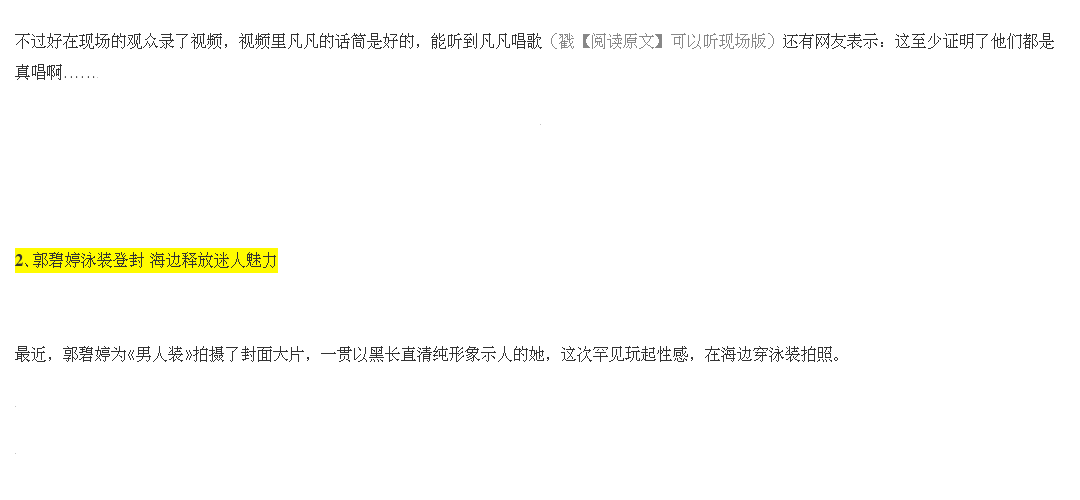 不过好在现场的观众录了视频，视频里凡凡的话筒是好的，能听到凡凡唱歌（戳【阅读原文】可以听现场版）还有网友表示：这至少证明了他们都是
真唱啊……
2、郭碧婷泳装登封 海边释放迷人魅力
最近，郭碧婷为《男人装》拍摄了封面大片，一贯以黑长直清纯形象示人的她，这次罕见玩起性感，在海边穿泳装拍照。